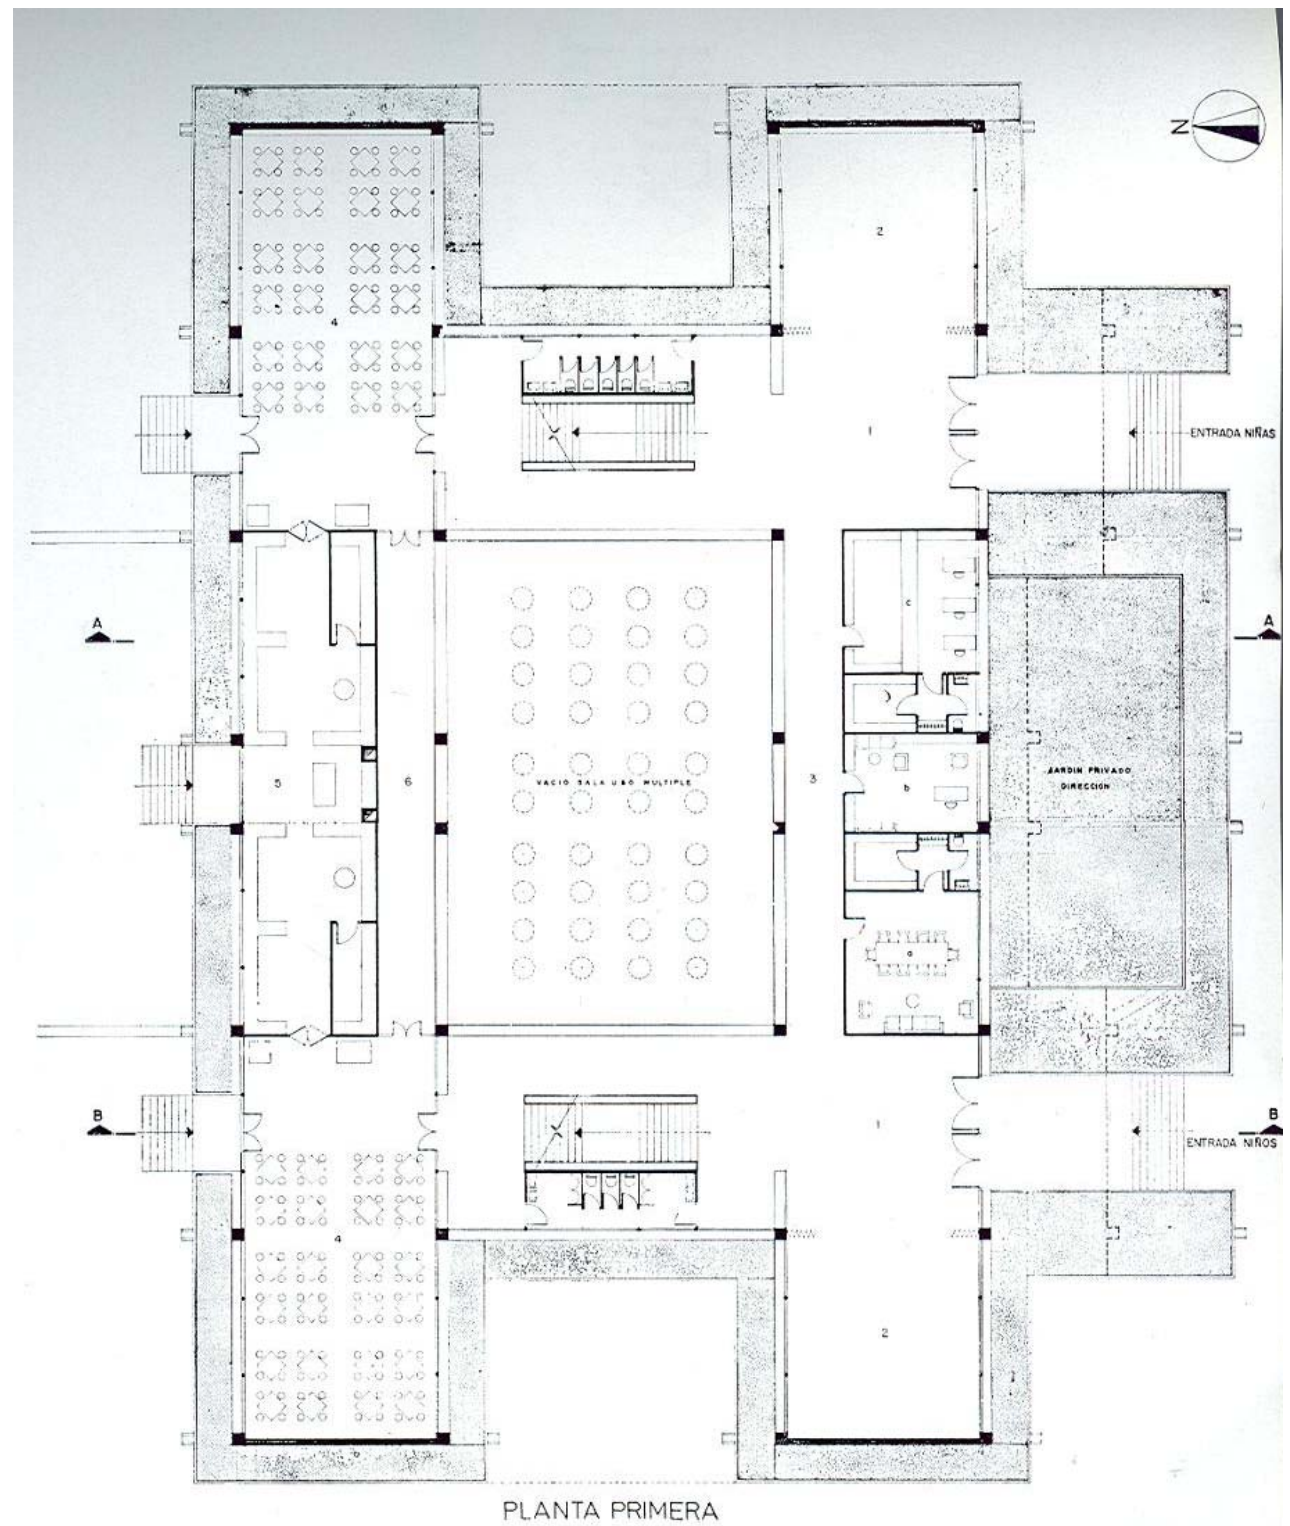 N
2
4
1
ENTRADA NIÑAS
A
A
c
5
6
VACIO SALA USO MULTIPLE
3
b
JARDIN PRIVADO
DIRECCION
a
B
B
1
ENTRADA NIÑOS
4
2
PLANTA PRIMERA